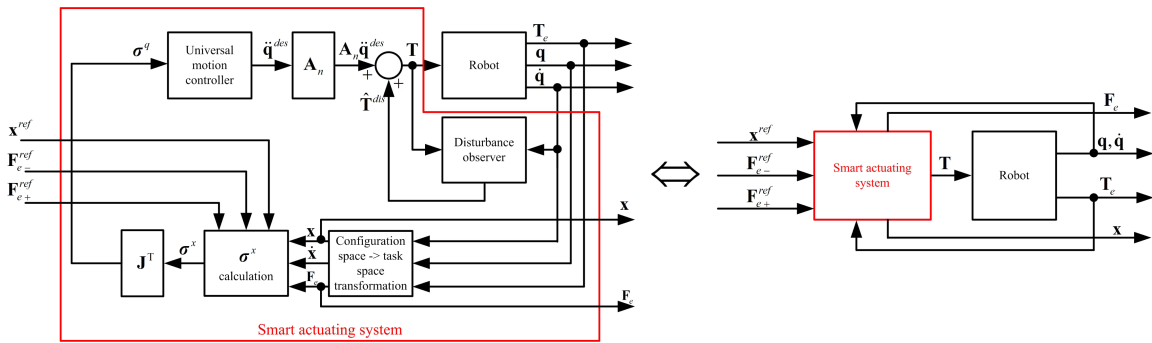 σ^q
Universal
motion
controller
q̈^des
A_n
A_n q̈^des
+
+
T
T̂^dis
Robot
T_e
q
q̇
Disturbance
observer
x^ref
F_e-^ref
F_e+^ref
J^T
σ^x
σ^x
calculation
x
ẋ
F_e
Configuration
space -> task
space
transformation
x
F_e
Smart actuating system
x^ref
F_e-^ref
F_e+^ref
Smart actuating
system
T
Robot
F_e
q, q̇
T_e
x